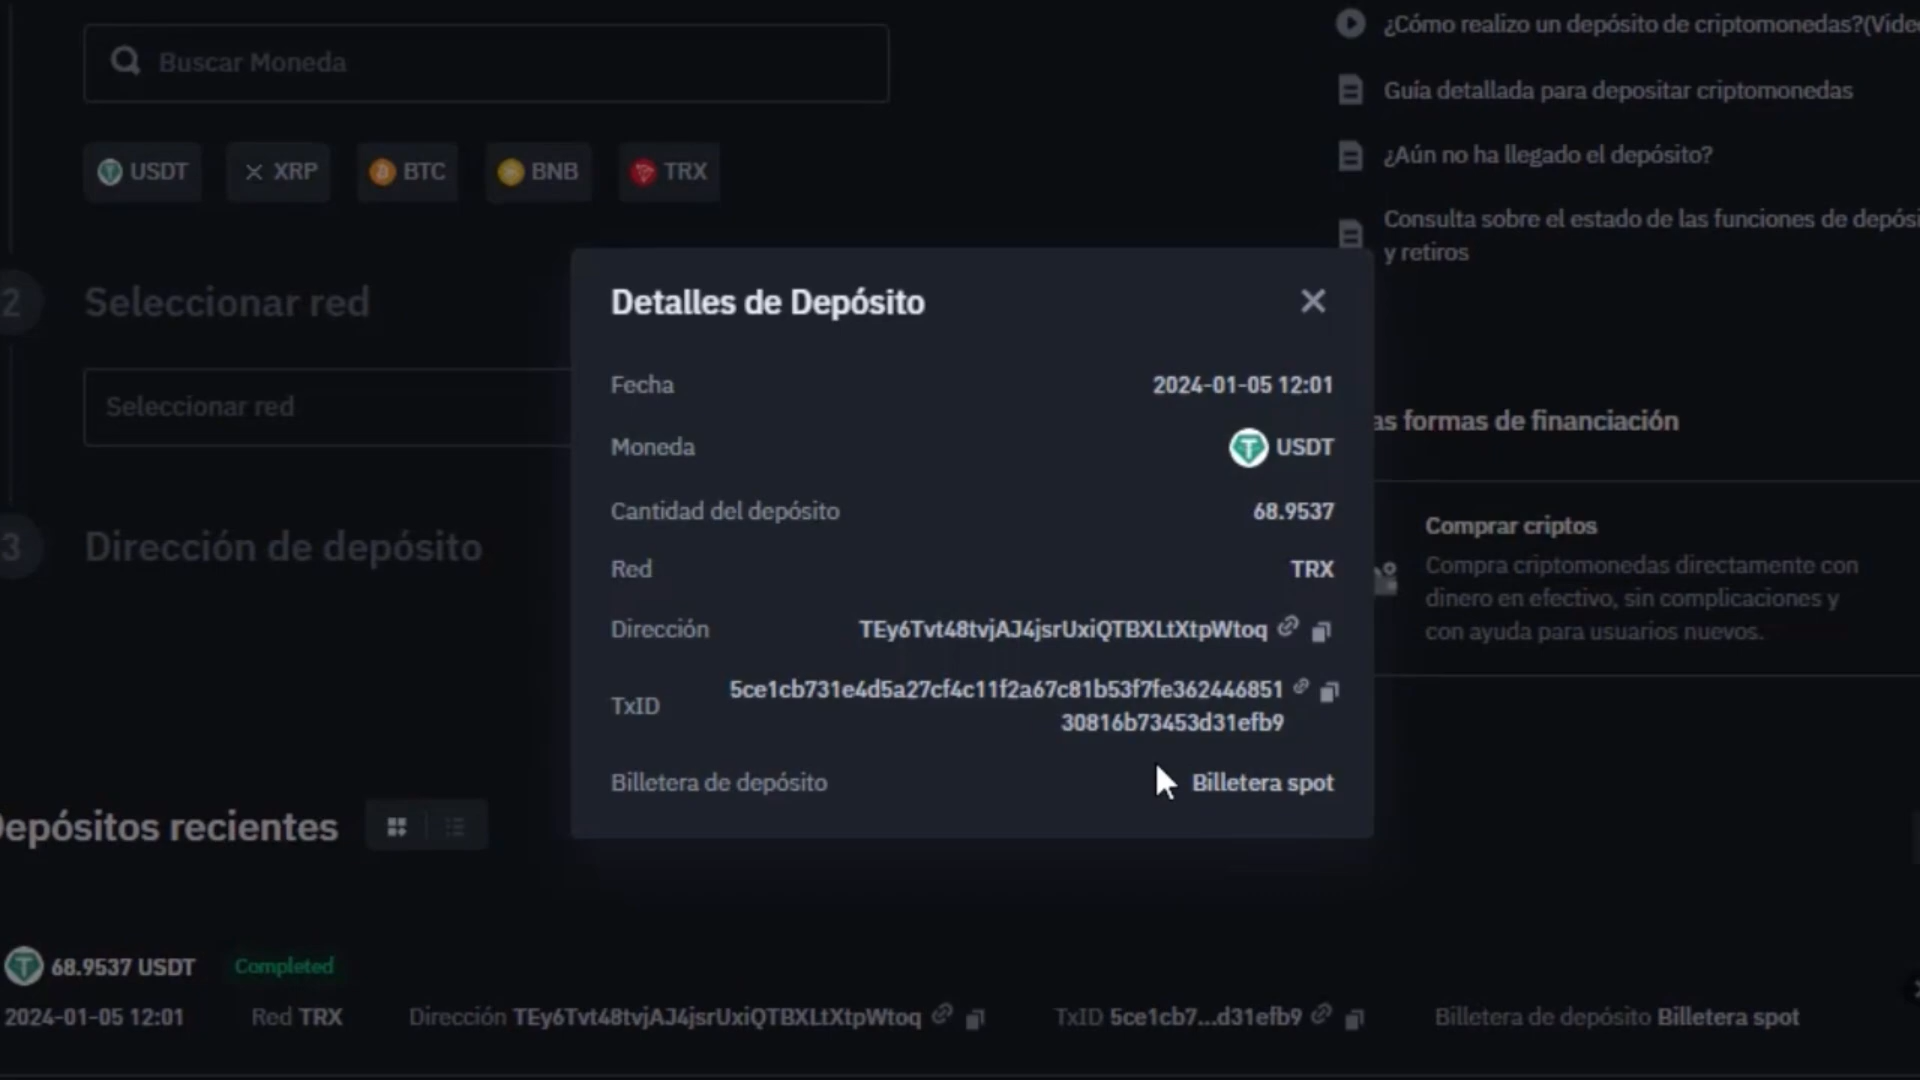 Buscar Moneda
USDT XRP BTC BNB TRX
¿Cómo realizo un depósito de criptomonedas?(Video
Guía detallada para depositar criptomonedas
¿Aún no ha llegado el depósito?
Consulta sobre el estado de las funciones de depósi
y retiros
2 Seleccionar red
Seleccionar red
3 Dirección de depósito
Detalles de Depósito
Fecha 2024-01-05 12:01
Moneda USDT
Cantidad del depósito 68.9537
Red TRX
Dirección TEy6Tvt48tvjAJ4jsrUxiQTBXLtXtpWtoq
TxID 5ce1cb731e4d5a27cf4c11f2a67c81b53f7fe362446851
30816b73453d31efb9
Billetera de depósito Billetera spot
as formas de financiación
Comprar criptos
Compra criptomonedas directamente con
dinero en efectivo, sin complicaciones y
con ayuda para usuarios nuevos.
Depósitos recientes
68.9537 USDT Completed
2024-01-05 12:01 Red TRX Dirección TEy6Tvt48tvjAJ4jsrUxiQTBXLtXtpWtoq TxID 5ce1cb7...d31efb9 Billetera de depósito Billetera spot